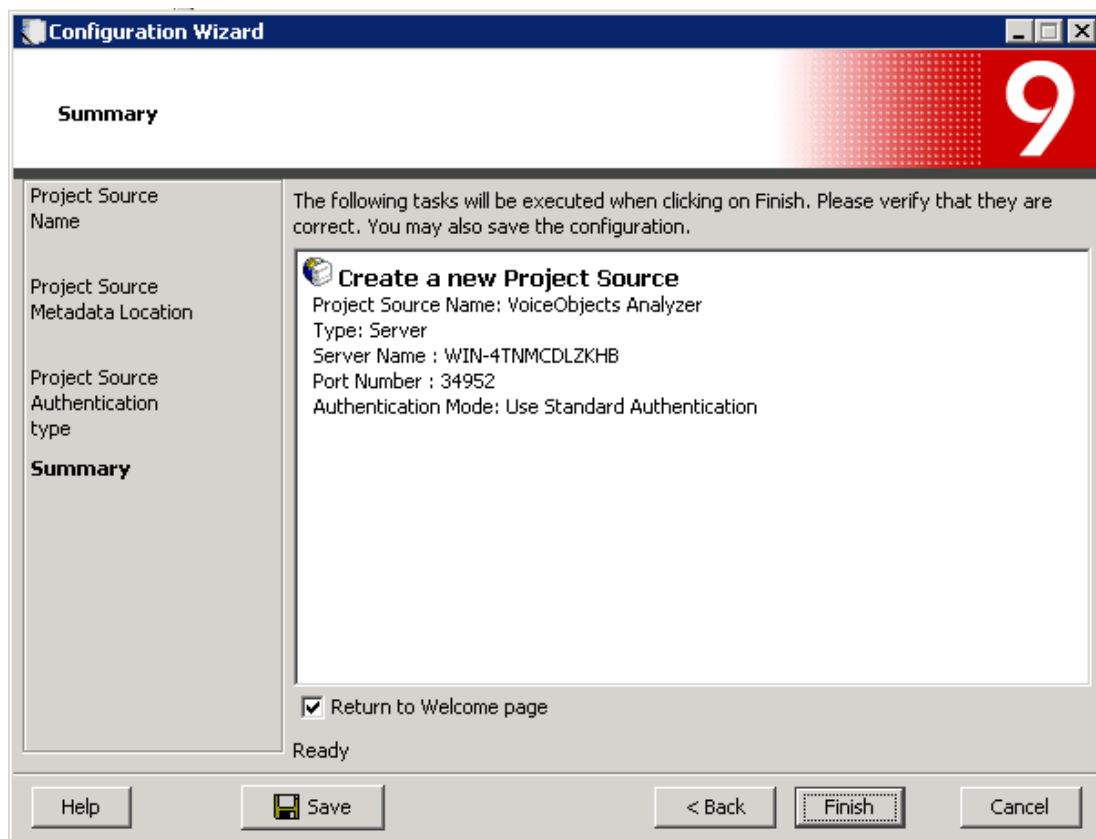 Configuration Wizard
Summary
9
Project Source
Name
Project Source
Metadata Location
Project Source
Authentication
type
Summary
The following tasks will be executed when clicking on Finish. Please verify that they are
correct. You may also save the configuration.
Create a new Project Source
Project Source Name: VoiceObjects Analyzer
Type: Server
Server Name : WIN-4TNMCDLZKHB
Port Number : 34952
Authentication Mode: Use Standard Authentication
Return to Welcome page
Ready
Help
Save
< Back
Finish
Cancel